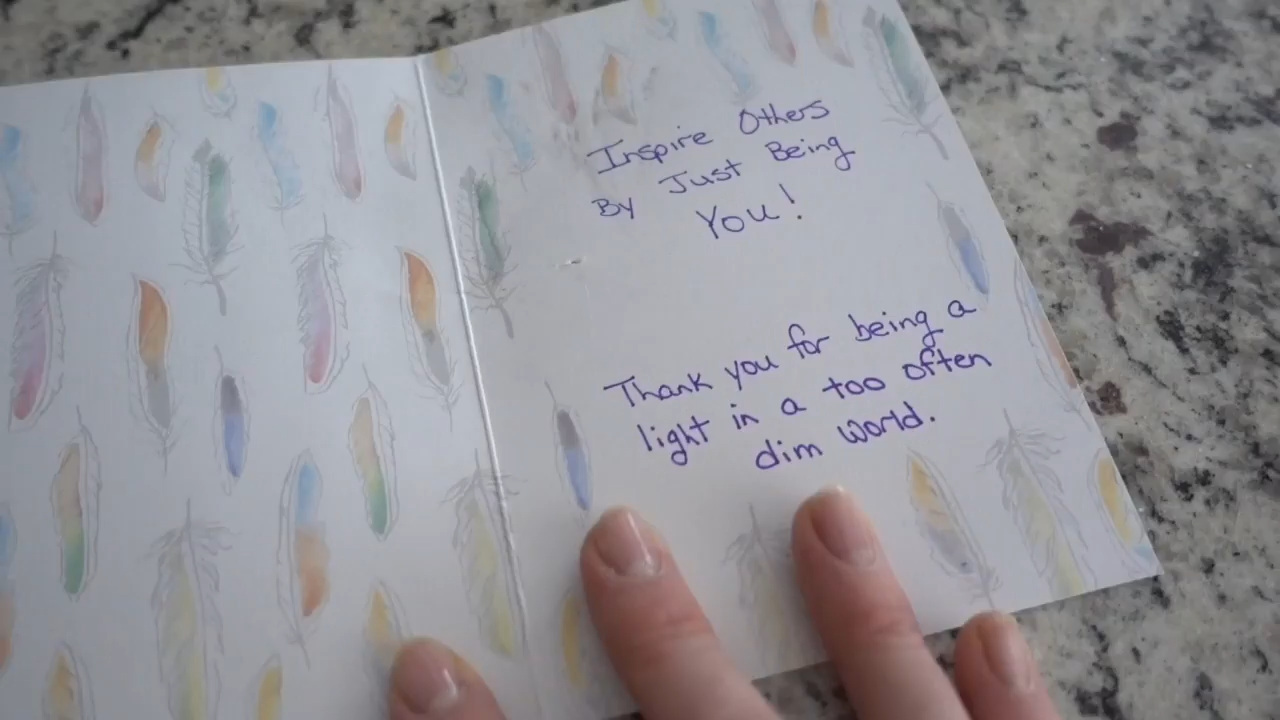 Inspire Others
By Just Being
You!
Thank you for being a
light in a too often
dim world.